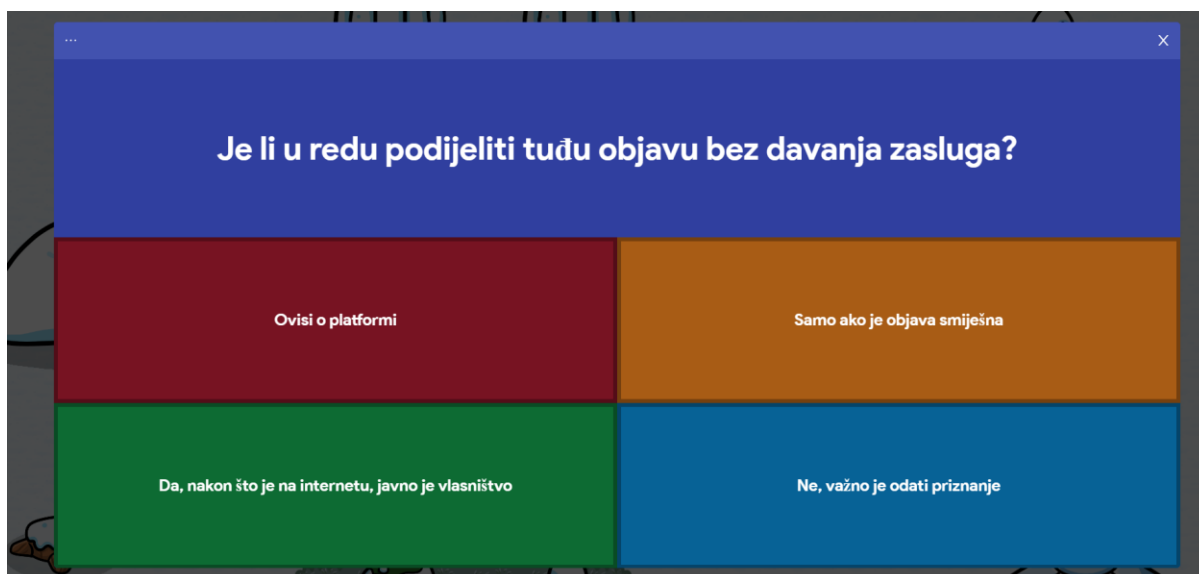 ...
X
Je li u redu podijeliti tuđu objavu bez davanja zasluga?
Ovisi o platformi
Samo ako je objava smiješna
Da, nakon što je na internetu, javno je vlasništvo
Ne, važno je odati priznanje